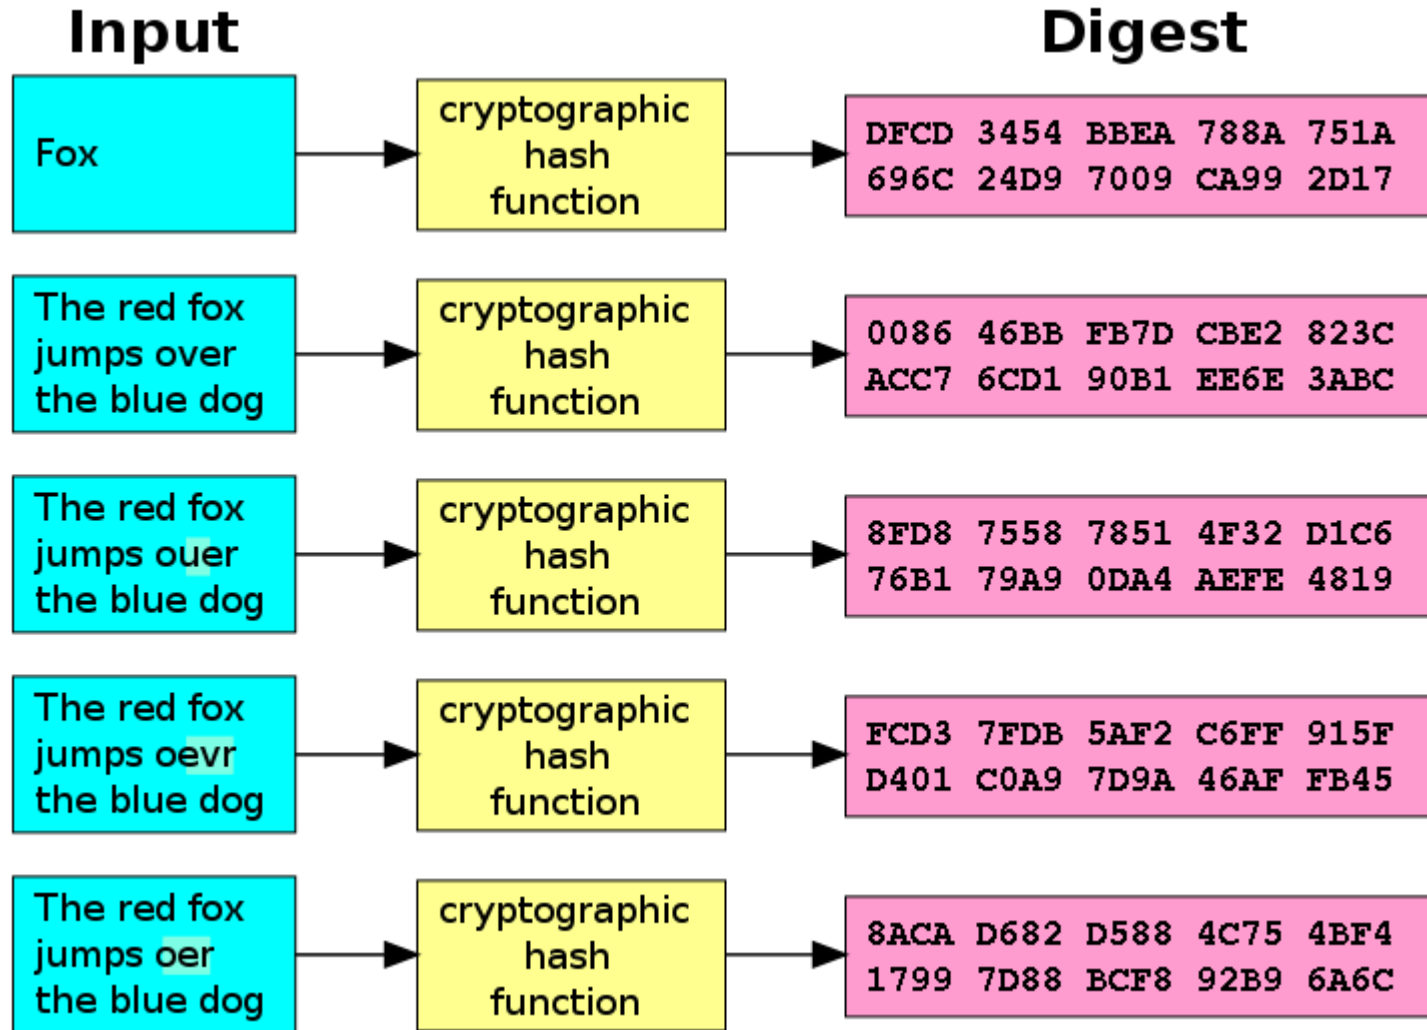 Input
Digest
Fox
cryptographic
hash
function
DFCD 3454 BBEA 788A 751A
696C 24D9 7009 CA99 2D17
The red fox
jumps over
the blue dog
cryptographic
hash
function
0086 46BB FB7D CBE2 823C
ACC7 6CD1 90B1 EE6E 3ABC
The red fox
jumps ouer
the blue dog
cryptographic
hash
function
8FD8 7558 7851 4F32 D1C6
76B1 79A9 0DA4 AEFE 4819
The red fox
jumps oevr
the blue dog
cryptographic
hash
function
FCD3 7FDB 5AF2 C6FF 915F
D401 C0A9 7D9A 46AF FB45
The red fox
jumps oer
the blue dog
cryptographic
hash
function
8ACA D682 D588 4C75 4BF4
1799 7D88 BCF8 92B9 6A6C